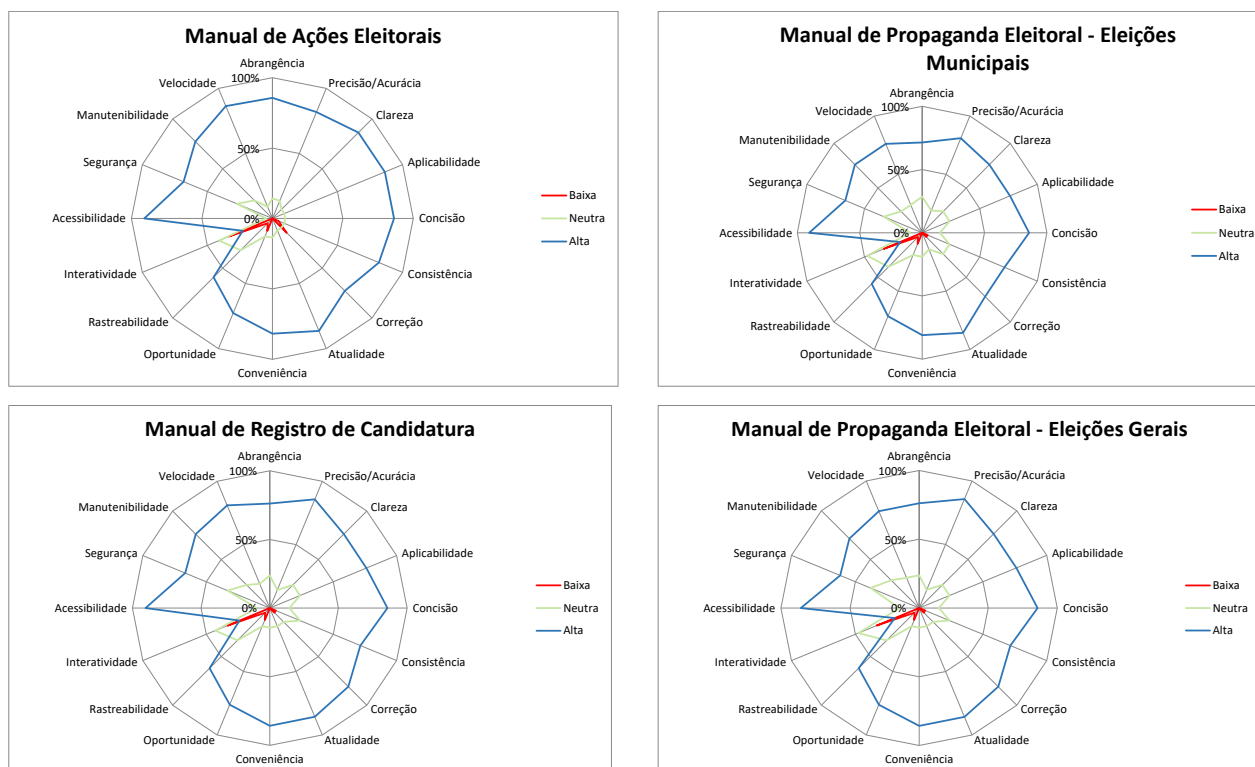 Manual de Ações Eleitorais
Abrangência
Precisão/Acurácia
Clareza
Aplicabilidade
Concisão
Consistência
Correção
Atualidade
Conveniência
Oportunidade
Rastreabilidade
Interatividade
Acessibilidade
Segurança
Manutenibilidade
Velocidade
100%
50%
0%
Baixa
Neutra
Alta
Manual de Propaganda Eleitoral - Eleições
Municipais
Abrangência
Precisão/Acurácia
Clareza
Aplicabilidade
Concisão
Consistência
Correção
Atualidade
Conveniência
Oportunidade
Rastreabilidade
Interatividade
Acessibilidade
Segurança
Manutenibilidade
Velocidade
100%
50%
0%
Baixa
Neutra
Alta
Manual de Registro de Candidatura
Abrangência
Precisão/Acurácia
Clareza
Aplicabilidade
Concisão
Consistência
Correção
Atualidade
Conveniência
Oportunidade
Rastreabilidade
Interatividade
Acessibilidade
Segurança
Manutenibilidade
Velocidade
100%
50%
0%
Baixa
Neutra
Alta
Manual de Propaganda Eleitoral - Eleições Gerais
Abrangência
Precisão/Acurácia
Clareza
Aplicabilidade
Concisão
Consistência
Correção
Atualidade
Conveniência
Oportunidade
Rastreabilidade
Interatividade
Acessibilidade
Segurança
Manutenibilidade
Velocidade
100%
50%
0%
Baixa
Neutra
Alta